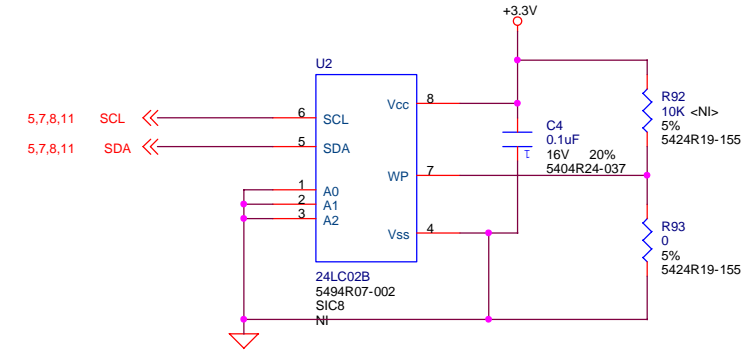 +3.3V
U2
5,7,8,11 SCL
5,7,8,11 SDA
6 SCL
5 SDA
1 A0
2 A1
3 A2
Vcc 8
WP 7
Vss 4
24LC02B
5494R07-002
SIC8
NI
C4
0.1uF
16V 20%
5404R24-037
R92
10K <NI>
5%
5424R19-155
R93
0
5%
5424R19-155